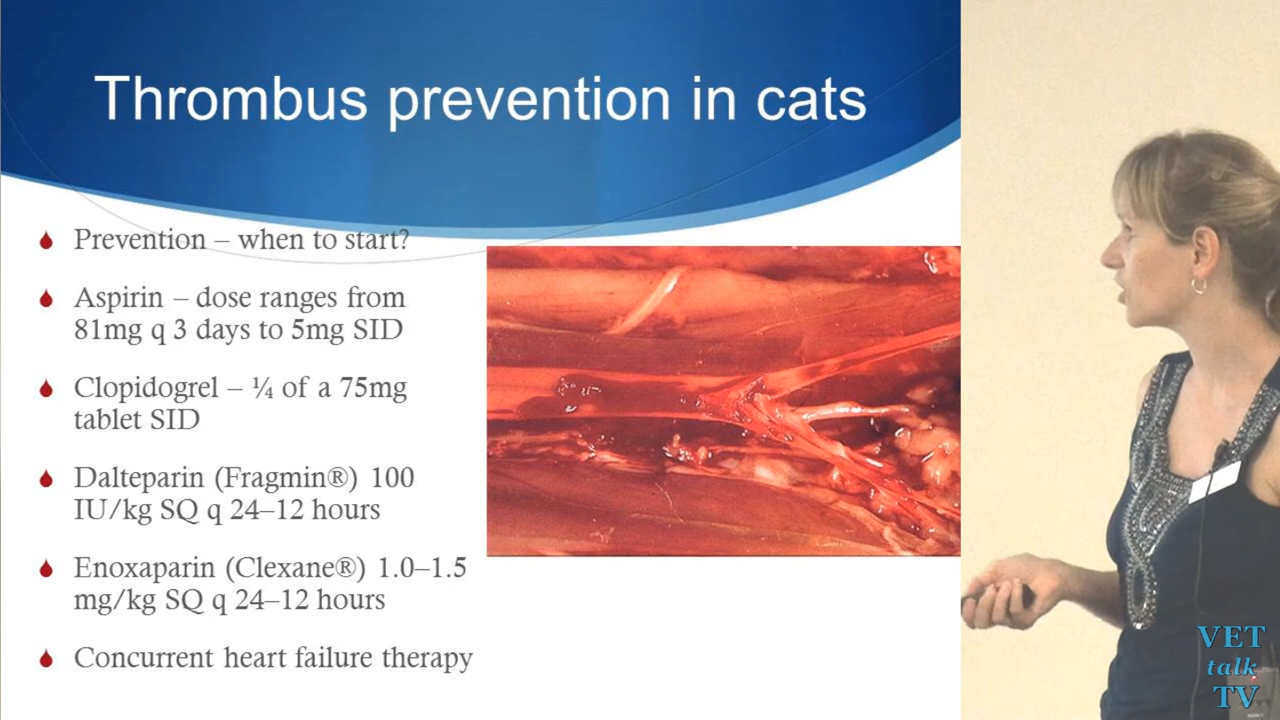 Thrombus prevention in cats
Prevention – when to start?
Aspirin – dose ranges from
81mg q 3 days to 5mg SID
Clopidogrel – ¼ of a 75mg
tablet SID
Dalteparin (Fragmin®) 100
IU/kg SQ q 24–12 hours
Enoxaparin (Clexane®) 1.0–1.5
mg/kg SQ q 24–12 hours
Concurrent heart failure therapy
VET
talk
TV